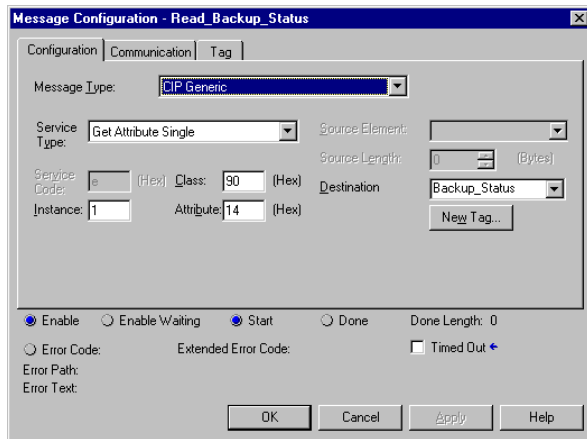 Message Configuration - Read_Backup_Status
Configuration Communication Tag
Message Type: CIP Generic
Service Type: Get Attribute Single
Source Element:
Source Length: 0 (Bytes)
Service Code: e (Hex) Class: 90 (Hex)
Destination Backup_Status
Instance: 1 Attribute: 14 (Hex)
New Tag...
Enable Enable Waiting Start Done Done Length: 0
Error Code: Extended Error Code: Timed Out
Error Path:
Error Text:
OK Cancel Apply Help